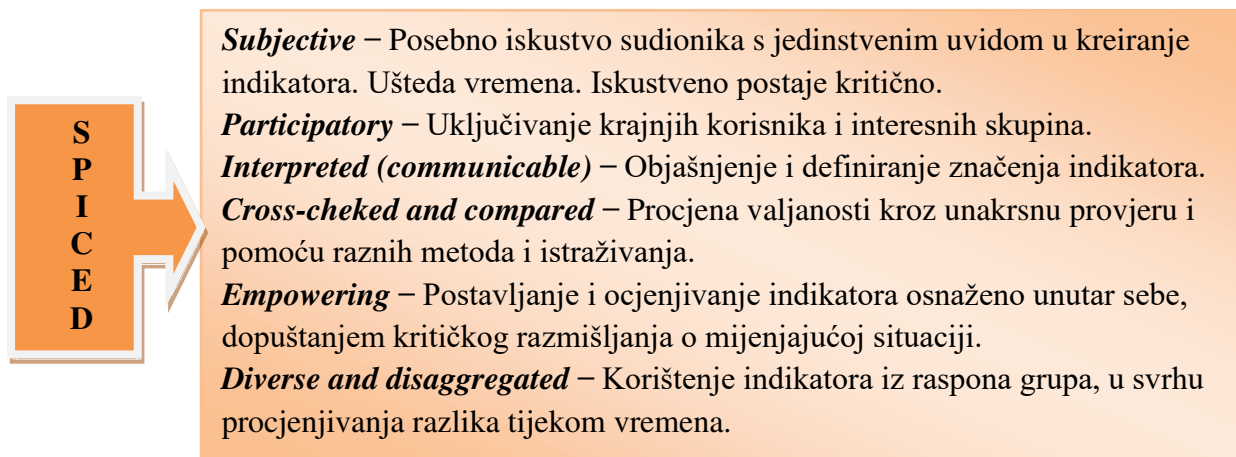 S
P
I
C
E
D
Subjective − Posebno iskustvo sudionika s jedinstvenim uvidom u kreiranje
indikatora. Ušteda vremena. Iskustveno postaje kritično.
Participatory − Uključivanje krajnjih korisnika i interesnih skupina.
Interpreted (communicable) − Objašnjenje i definiranje značenja indikatora.
Cross-cheked and compared − Procjena valjanosti kroz unakrsnu provjeru i
pomoću raznih metoda i istraživanja.
Empowering − Postavljanje i ocjenjivanje indikatora osnaženo unutar sebe,
dopuštanjem kritičkog razmišljanja o mijenjajućoj situaciji.
Diverse and disaggregated − Korištenje indikatora iz raspona grupa, u svrhu
procjenjivanja razlika tijekom vremena.